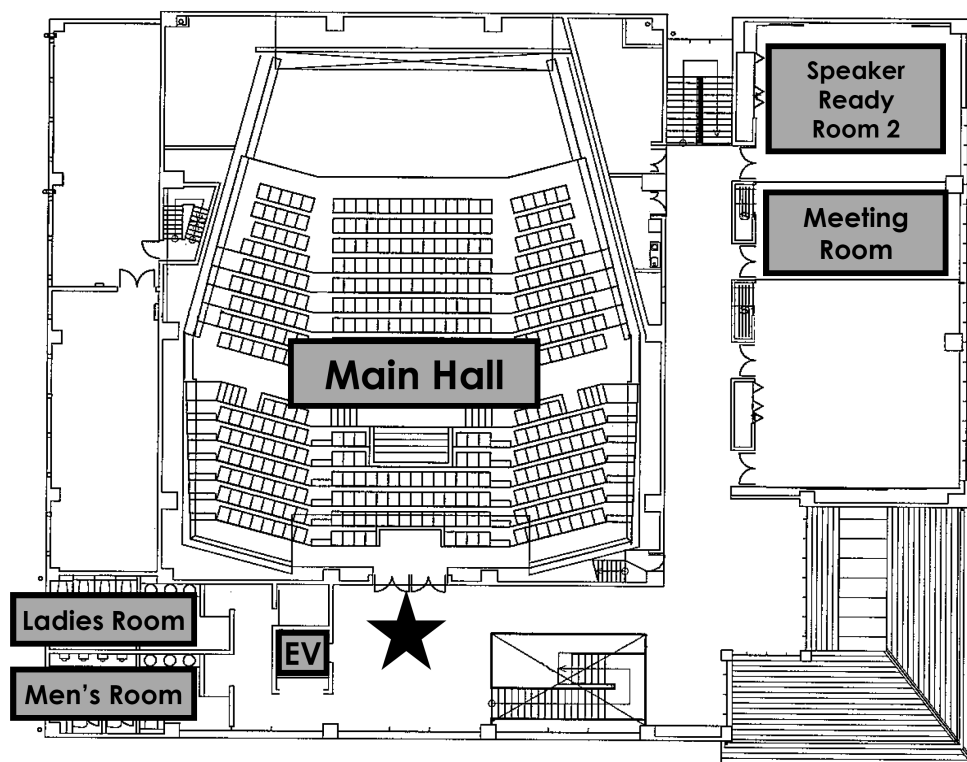 Speaker
Ready
Room 2
Meeting
Room
Main Hall
Ladies Room
EV
Men's Room